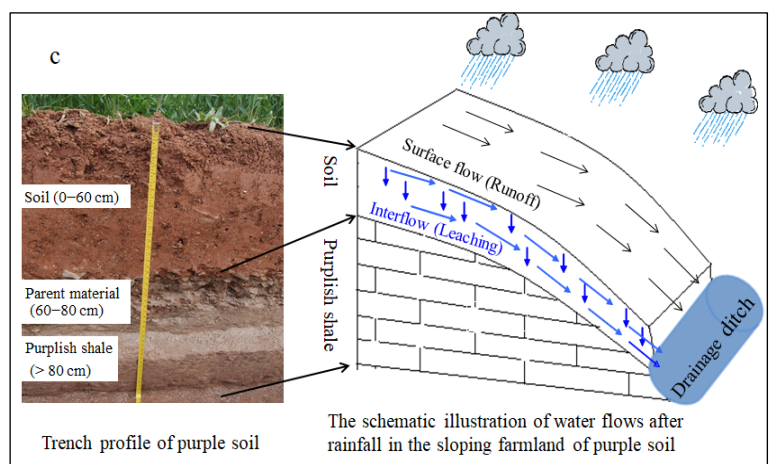 c
Soil (0−60 cm)
Parent material
(60−80 cm)
Purplish shale
(> 80 cm)
Trench profile of purple soil
Soil
Purplish shale
Surface flow (Runoff)
Interflow (Leaching)
Drainage ditch
The schematic illustration of water flows after
rainfall in the sloping farmland of purple soil